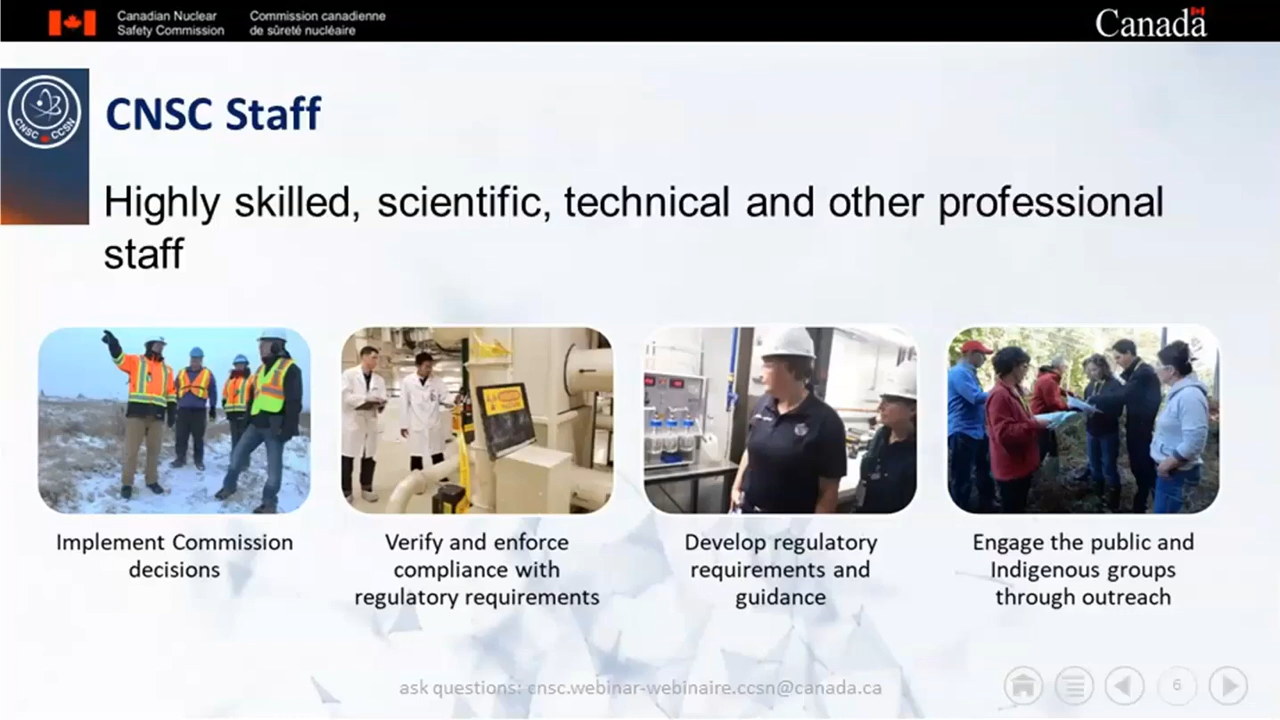 Canadian Nuclear
Safety Commission
Commission canadienne
de sûreté nucléaire
Canada
CNSC CCSN
CNSC Staff
Highly skilled, scientific, technical and other professional
staff
Implement Commission
decisions
Verify and enforce
compliance with
regulatory requirements
Develop regulatory
requirements and
guidance
Engage the public and
Indigenous groups
through outreach
ask questions: cnsc.webinar-webinaire.ccsn@canada.ca
6